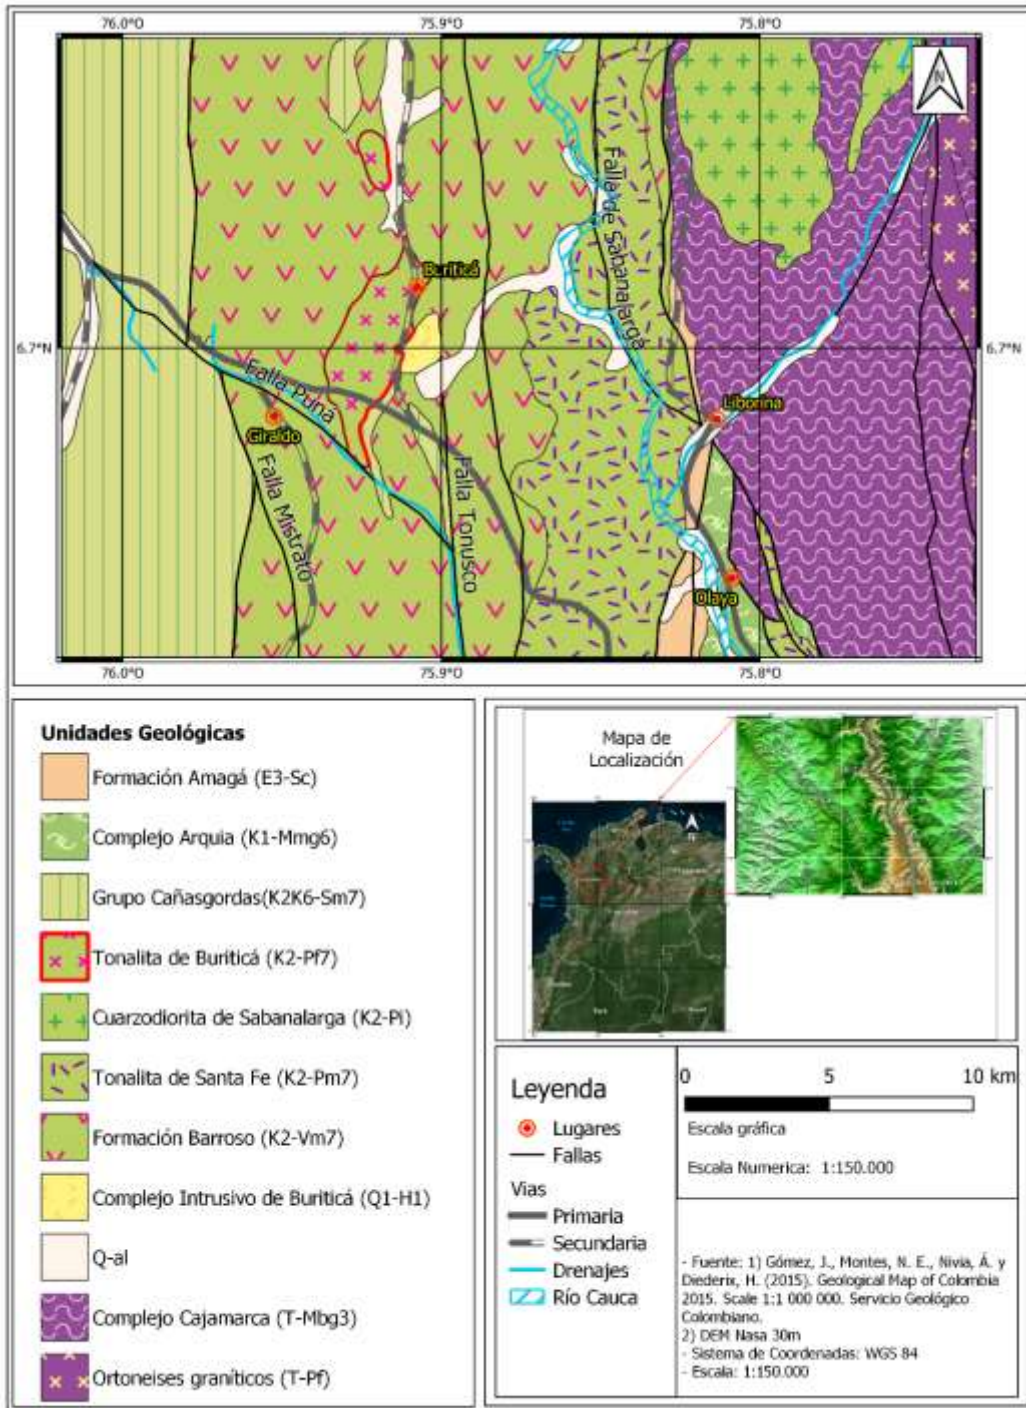 76.0°O 75.9°O 75.8°O
N
Falla de Sabanalarga
Buriticá
6.7°N 6.7°N
Falla Puná
Liborina
Giraldo
Falla Mistrato
Falla Tonusco
Olaya
76.0°O 75.9°O 75.8°O
Unidades Geológicas
Formación Amagá (E3-Sc)
Complejo Arquia (K1-Mmg6)
Grupo Cañasgordas(K2K6-Sm7)
Tonalita de Buriticá (K2-Pf7)
Cuarzodiorita de Sabanalarga (K2-Pi)
Tonalita de Santa Fe (K2-Pm7)
Formación Barroso (K2-Vm7)
Complejo Intrusivo de Buriticá (Q1-H1)
Q-al
Complejo Cajamarca (T-Mbg3)
Ortoneises graníticos (T-Pf)
Mapa de
Localización
N
Leyenda
Lugares
Fallas
Vias
Primaria
Secundaria
Drenajes
Río Cauca
0 5 10 km
Escala gráfica
Escala Numerica: 1:150.000
- Fuente: 1) Gómez, J., Montes, N. E., Nivia, Á. y
Diederix, H. (2015). Geological Map of Colombia
2015. Scale 1:1 000 000. Servicio Geológico
Colombiano.
2) DEM Nasa 30m
- Sistema de Coordenadas: WGS 84
- Escala: 1:150.000